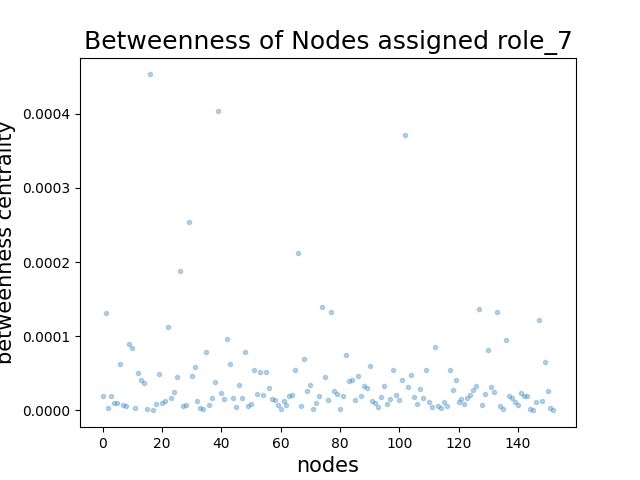 Betweenness of Nodes assigned role_7
betweenness centrality
0.0004
0.0003
0.0002
0.0001
0.0000
0 20 40 60 80 100 120 140
nodes